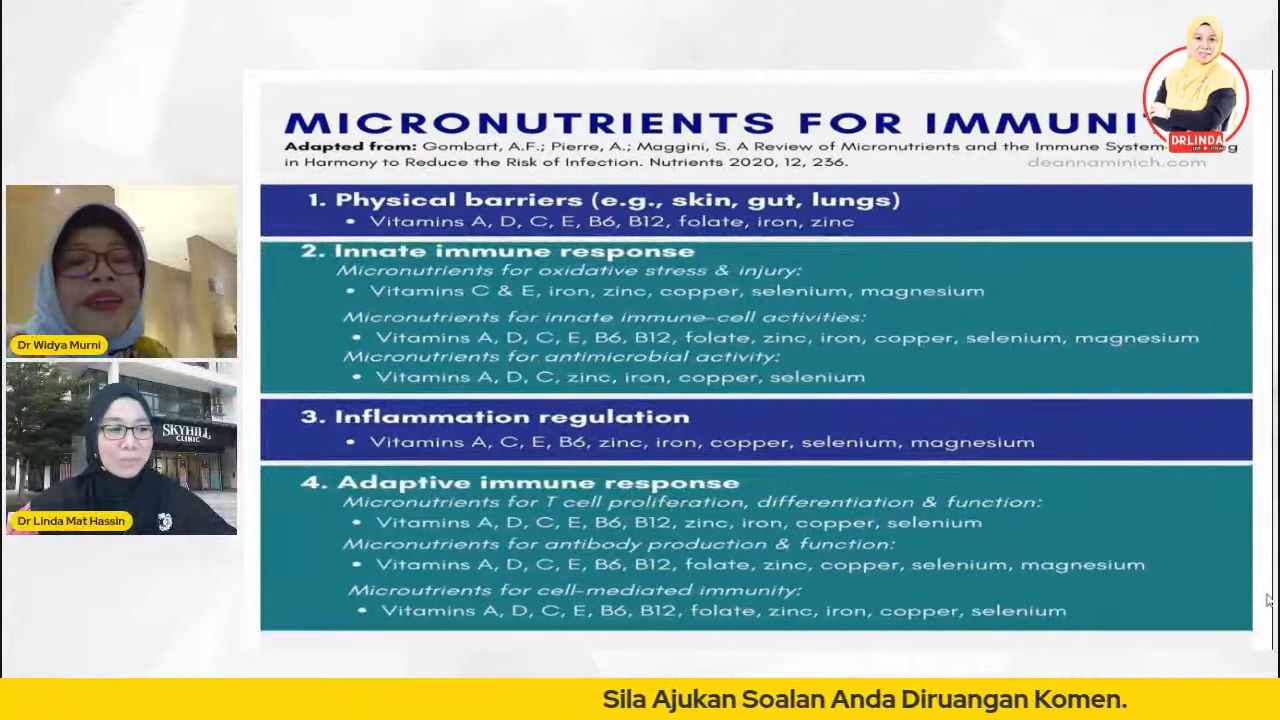 MICRONUTRIENTS FOR IMMUNIT
Adapted from: Gombart, A.F.; Pierre, A.; Maggini, S. A Review of Micronutrients and the Immune System
in Harmony to Reduce the Risk of Infection. Nutrients 2020, 12, 236.
deannaminich.com
DRLINDA
LIVE STREAM
1. Physical barriers (e.g., skin, gut, lungs)
• Vitamins A, D, C, E, B6, B12, folate, iron, zinc
2. Innate immune response
Micronutrients for oxidative stress & injury:
• Vitamins C & E, iron, zinc, copper, selenium, magnesium
Micronutrients for innate immune-cell activities:
• Vitamins A, D, C, E, B6, B12, folate, zinc, iron, copper, selenium, magnesium
Micronutrients for antimicrobial activity:
• Vitamins A, D, C, zinc, iron, copper, selenium
3. Inflammation regulation
• Vitamins A, C, E, B6, zinc, iron, copper, selenium, magnesium
4. Adaptive immune response
Micronutrients for T cell proliferation, differentiation & function:
• Vitamins A, D, C, E, B6, B12, zinc, iron, copper, selenium
Micronutrients for antibody production & function:
• Vitamins A, D, C, E, B6, B12, folate, zinc, copper, selenium, magnesium
Microutrients for cell-mediated immunity:
• Vitamins A, D, C, E, B6, B12, folate, zinc, iron, copper, selenium
Dr Widya Murni
SKYHILL
CLINIC
Dr Linda Mat Hassin
Sila Ajukan Soalan Anda Diruangan Komen.